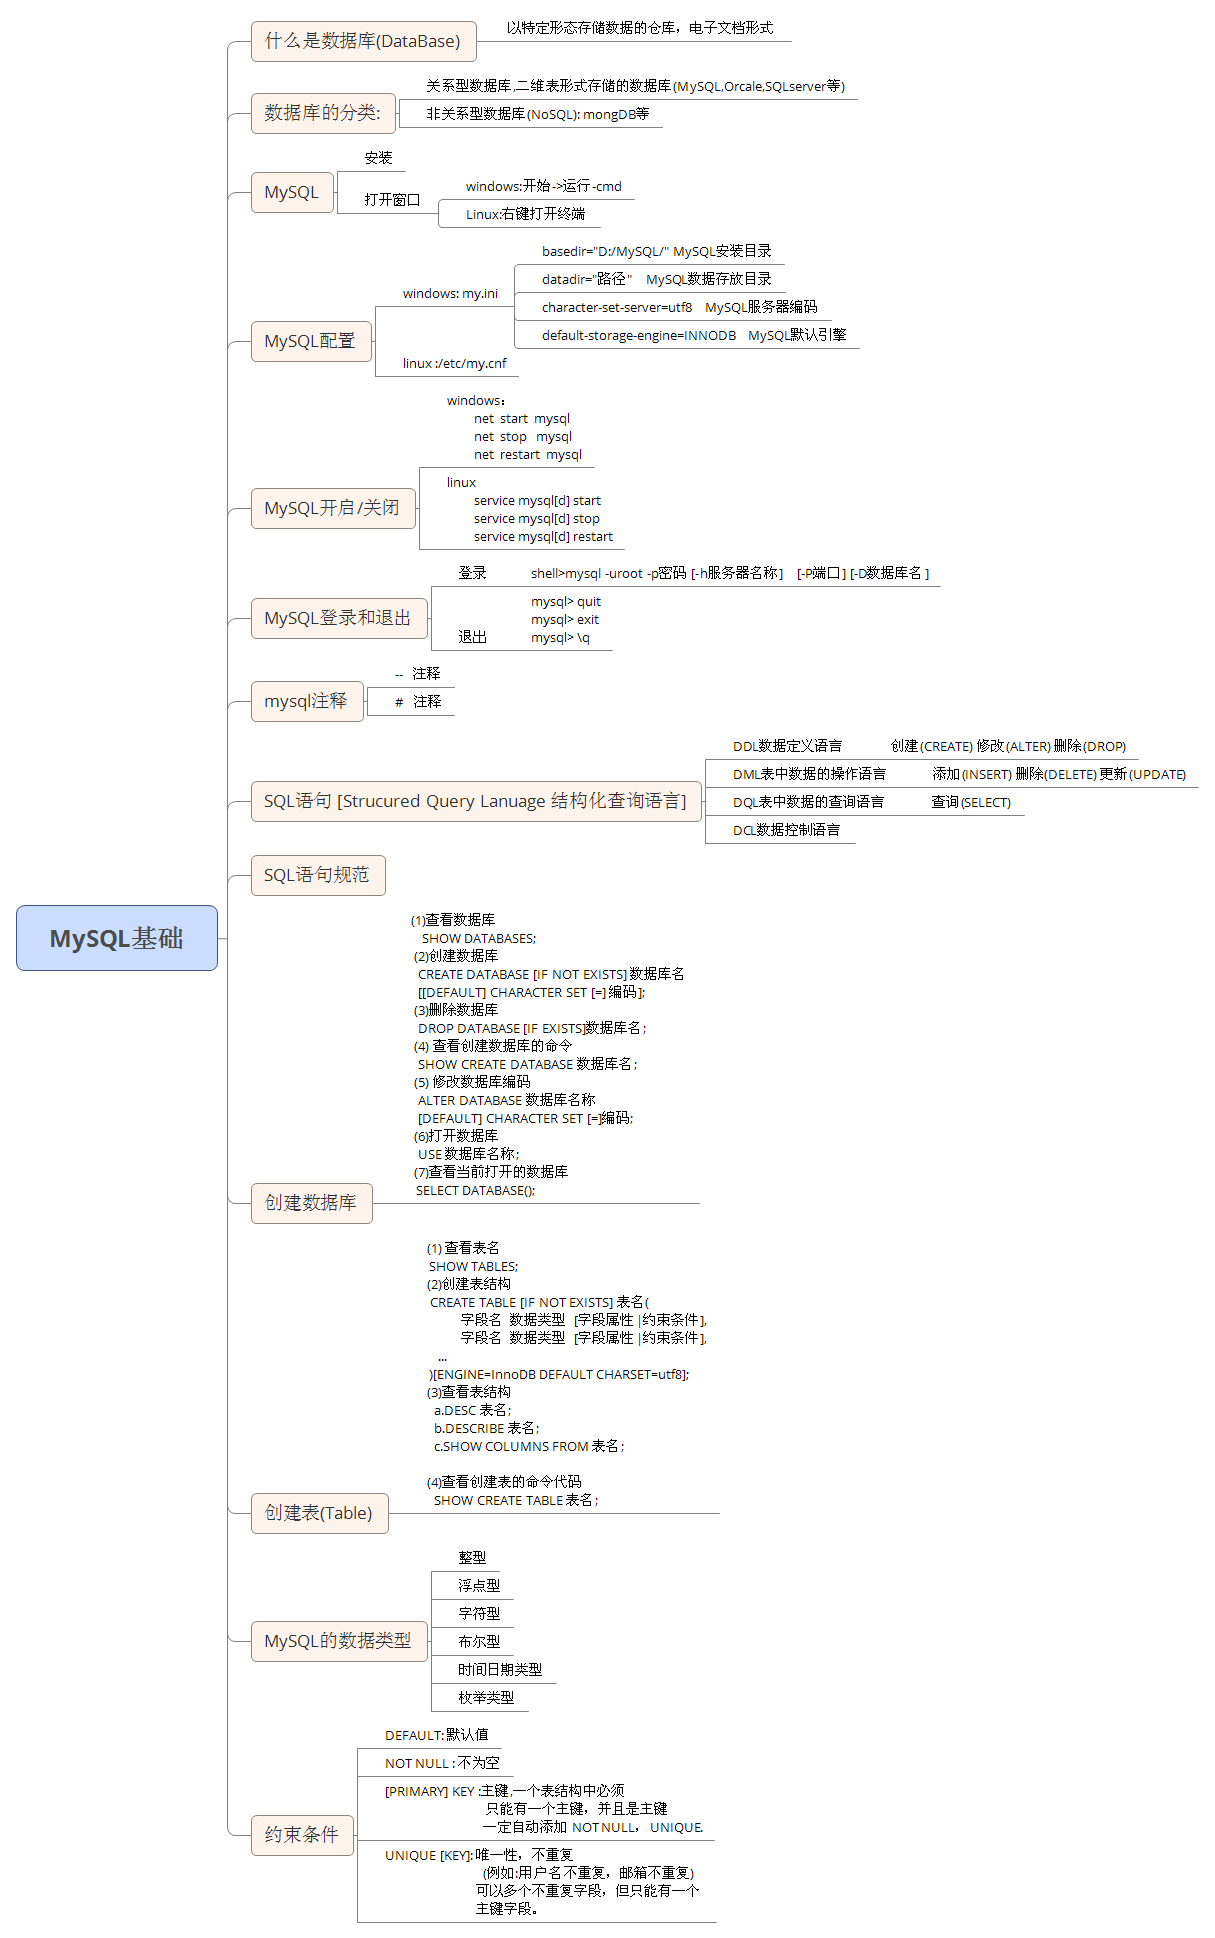 什么是数据库(DataBase)
以特定形态存储数据的仓库，电子文档形式
数据库的分类:
关系型数据库,二维表形式存储的数据库(MySQL,Orcale,SQLserver等)
非关系型数据库(NoSQL): mongDB等
MySQL
安装
打开窗口
windows:开始->运行-cmd
Linux:右键打开终端
MySQL配置
windows: my.ini
basedir="D:/MySQL/" MySQL安装目录
datadir="路径" MySQL数据存放目录
character-set-server=utf8 MySQL服务器编码
default-storage-engine=INNODB MySQL默认引擎
linux :/etc/my.cnf
MySQL开启/关闭
windows：
net start mysql
net stop mysql
net restart mysql
linux
service mysql[d] start
service mysql[d] stop
service mysql[d] restart
MySQL登录和退出
登录 shell>mysql -uroot -p密码 [-h服务器名称] [-P端口] [-D数据库名]
mysql> quit
mysql> exit
退出 mysql> \q
mysql注释
-- 注释
# 注释
SQL语句 [Strucured Query Lanuage 结构化查询语言]
DDL数据定义语言 创建(CREATE) 修改(ALTER) 删除(DROP)
DML表中数据的操作语言 添加(INSERT) 删除(DELETE) 更新(UPDATE)
DQL表中数据的查询语言 查询(SELECT)
DCL数据控制语言
SQL语句规范
MySQL基础
(1)查看数据库
SHOW DATABASES;
(2)创建数据库
CREATE DATABASE [IF NOT EXISTS] 数据库名
[[DEFAULT] CHARACTER SET [=] 编码];
(3)删除数据库
DROP DATABASE [IF EXISTS]数据库名;
(4) 查看创建数据库的命令
SHOW CREATE DATABASE 数据库名;
(5) 修改数据库编码
ALTER DATABASE 数据库名称
[DEFAULT] CHARACTER SET [=]编码;
(6)打开数据库
USE 数据库名称;
(7)查看当前打开的数据库
SELECT DATABASE();
创建数据库
(1) 查看表名
SHOW TABLES;
(2)创建表结构
CREATE TABLE [IF NOT EXISTS] 表名(
字段名 数据类型 [字段属性|约束条件],
字段名 数据类型 [字段属性|约束条件],
...
)[ENGINE=InnoDB DEFAULT CHARSET=utf8];
(3)查看表结构
a.DESC 表名;
b.DESCRIBE 表名;
c.SHOW COLUMNS FROM 表名;
(4)查看创建表的命令代码
SHOW CREATE TABLE 表名;
创建表(Table)
MySQL的数据类型
整型
浮点型
字符型
布尔型
时间日期类型
枚举类型
约束条件
DEFAULT: 默认值
NOT NULL : 不为空
[PRIMARY] KEY :主键,一个表结构中必须
只能有一个主键，并且是主键
一定自动添加 NOT NULL， UNIQUE.
UNIQUE [KEY]: 唯一性，不重复
(例如:用户名不重复，邮箱不重复)
可以多个不重复字段，但只能有一个
主键字段。